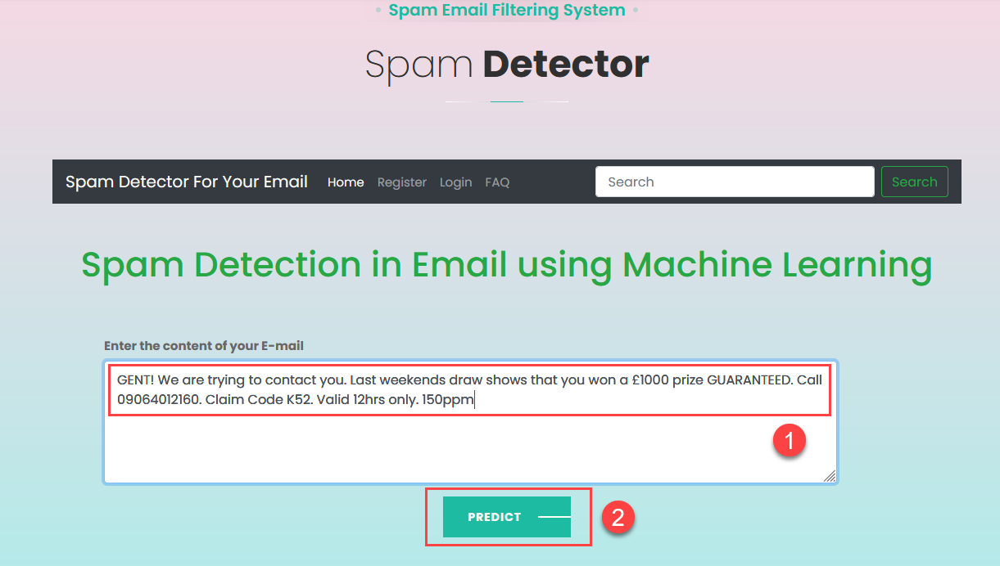 Spam Email Filtering System
Spam Detector
Spam Detector For Your Email Home Register Login FAQ Search Search
Spam Detection in Email using Machine Learning
Enter the content of your E-mail
GENT! We are trying to contact you. Last weekends draw shows that you won a £1000 prize GUARANTEED. Call
09064012160. Claim Code K52. Valid 12hrs only. 150ppm
1
PREDICT
2